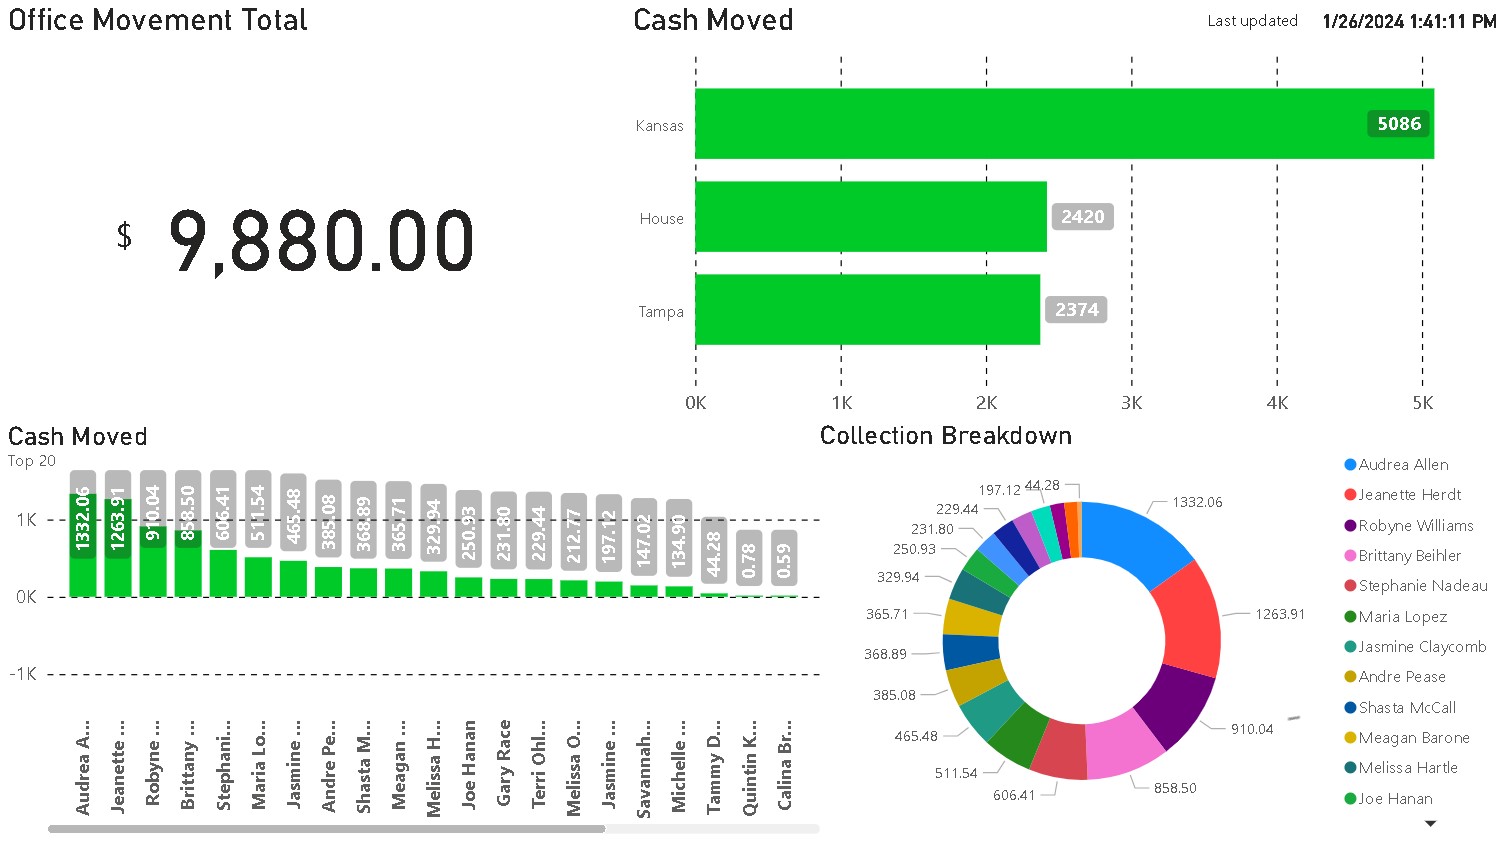 Office Movement Total
$ 9,880.00
Cash Moved
Last updated 1/26/2024 1:41:11 PM
Kansas 5086
House 2420
Tampa 2374
0K 1K 2K 3K 4K 5K
Cash Moved
Top 20
1K
0K
-1K
1332.06 1263.91 910.04 858.50 606.41 511.54 465.48 385.08 368.89 365.71 329.94 250.93 231.80 229.44 212.77 197.12 147.02 134.90 44.28 0.78 0.59
Audrea A...
Jeanette ...
Robyne ...
Brittany ...
Stephani...
Maria Lo...
Jasmine ...
Andre Pe...
Shasta M...
Meagan ...
Melissa H...
Joe Hanan
Gary Race
Terri Ohl...
Melissa O...
Jasmine ...
Savannah...
Michelle ...
Tammy D...
Quintin K...
Calina Br...
Collection Breakdown
1332.06
1263.91
910.04
858.50
606.41
511.54
465.48
385.08
368.89
365.71
329.94
250.93
231.80
229.44
197.12
44.28
Audrea Allen
Jeanette Herdt
Robyne Williams
Brittany Beihler
Stephanie Nadeau
Maria Lopez
Jasmine Claycomb
Andre Pease
Shasta McCall
Meagan Barone
Melissa Hartle
Joe Hanan